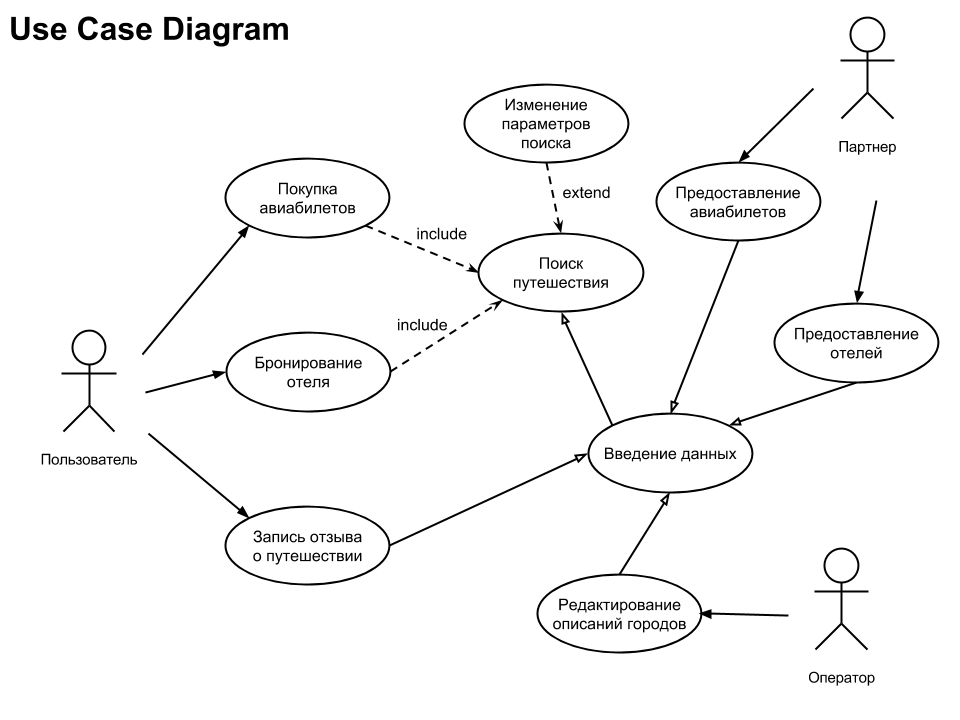 Use Case Diagram
Изменение
параметров
поиска
Партнер
Покупка
авиабилетов
extend
Предоставление
авиабилетов
include
Поиск
путешествия
include
Предоставление
отелей
Бронирование
отеля
Пользователь
Введение данных
Запись отзыва
о путешествии
Редактирование
описаний городов
Оператор